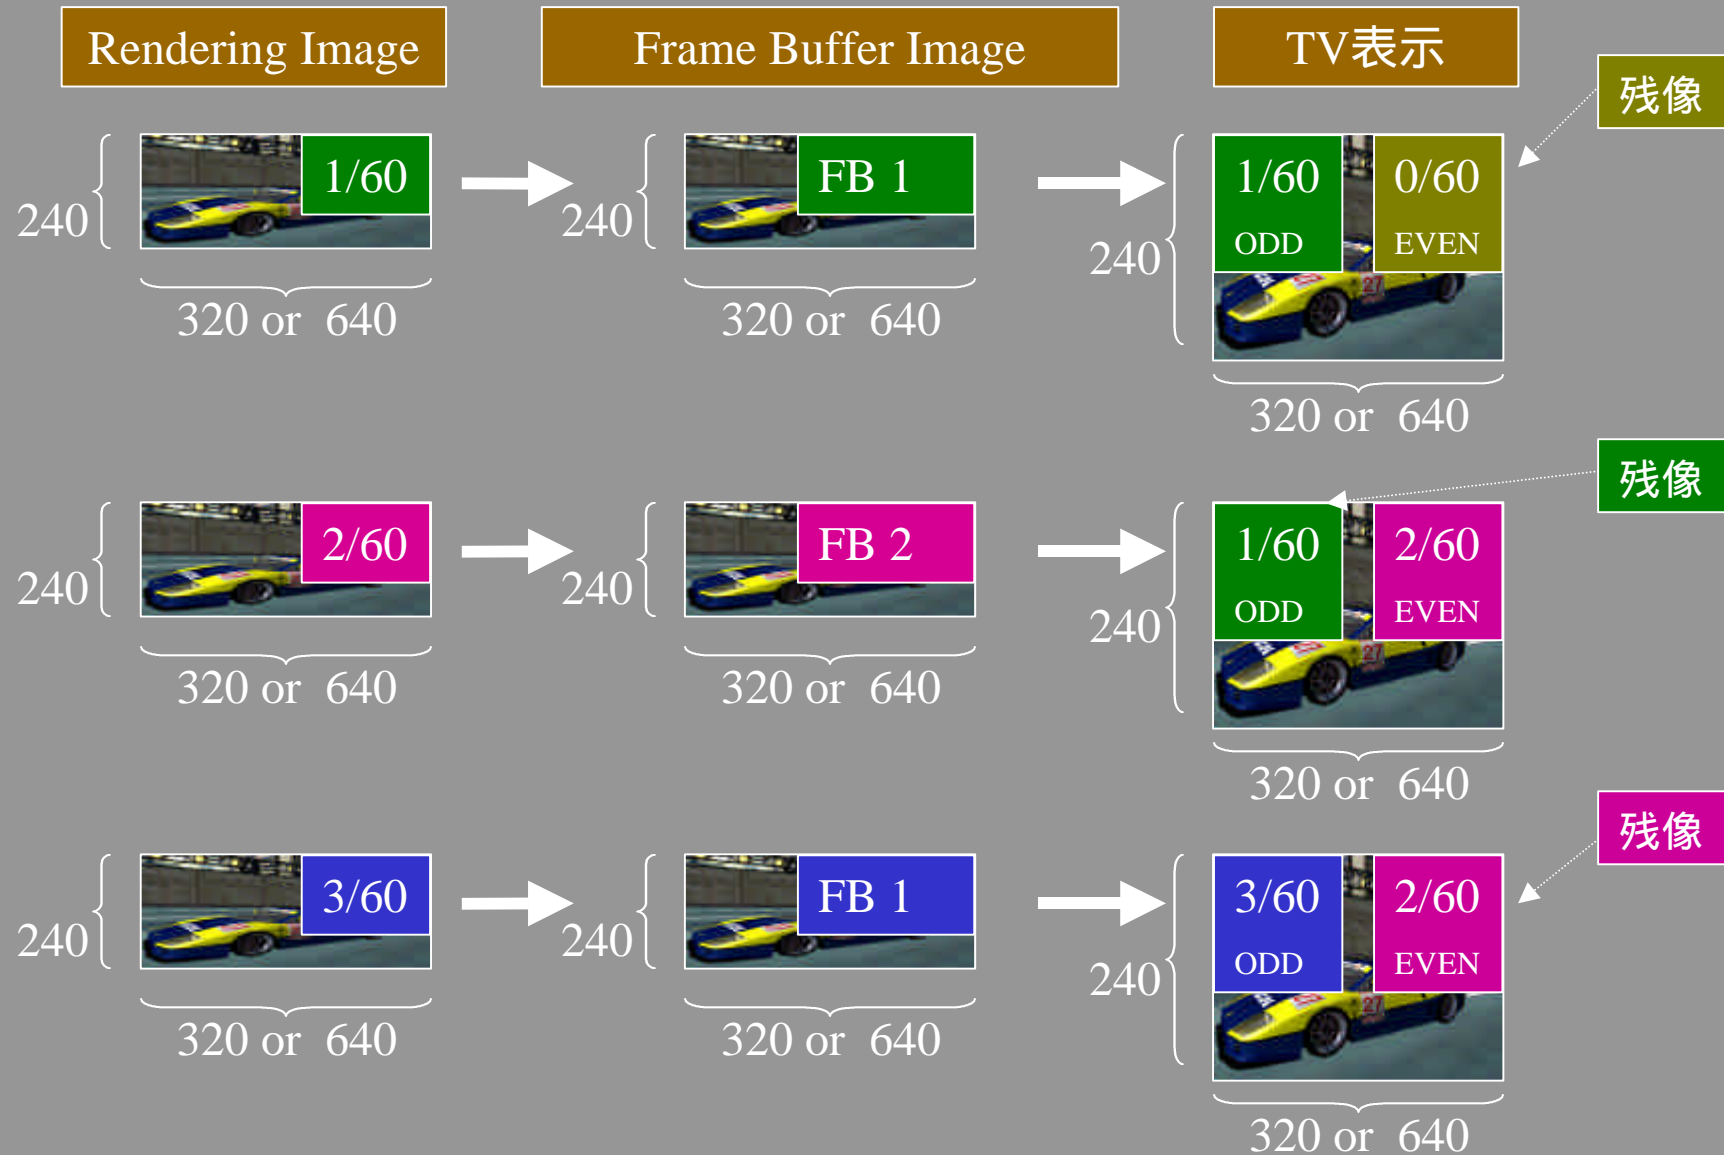 Rendering Image
Frame Buffer Image
TV表示
残像
1/60
FB 1
1/60
ODD
0/60
EVEN
240
240
240
320 or 640
320 or 640
320 or 640
残像
2/60
FB 2
1/60
ODD
2/60
EVEN
240
240
240
320 or 640
320 or 640
320 or 640
残像
3/60
FB 1
3/60
ODD
2/60
EVEN
240
240
240
320 or 640
320 or 640
320 or 640
27
27
27